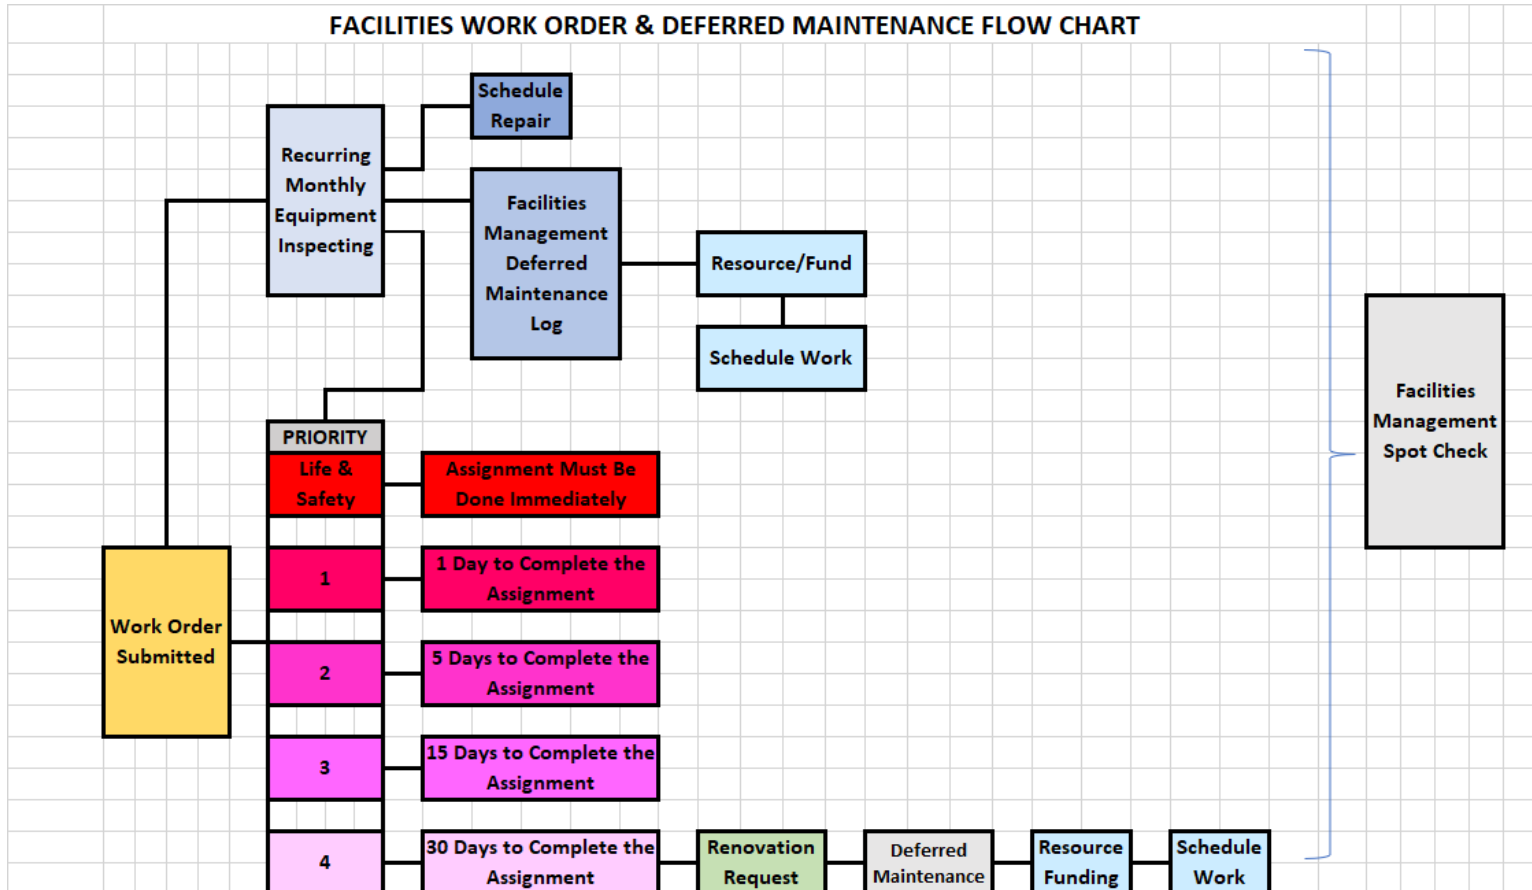 FACILITIES WORK ORDER & DEFERRED MAINTENANCE FLOW CHART
Schedule
Repair
Recurring
Monthly
Equipment
Inspecting
Facilities
Management
Deferred
Maintenance
Log
Resource/Fund
Schedule Work
Facilities
Management
Spot Check
PRIORITY
Life &
Safety
Assignment Must Be
Done Immediately
1
1 Day to Complete the
Assignment
Work Order
Submitted
2
5 Days to Complete the
Assignment
3
15 Days to Complete the
Assignment
4
30 Days to Complete the
Assignment
Renovation
Request
Deferred
Maintenance
Resource
Funding
Schedule
Work